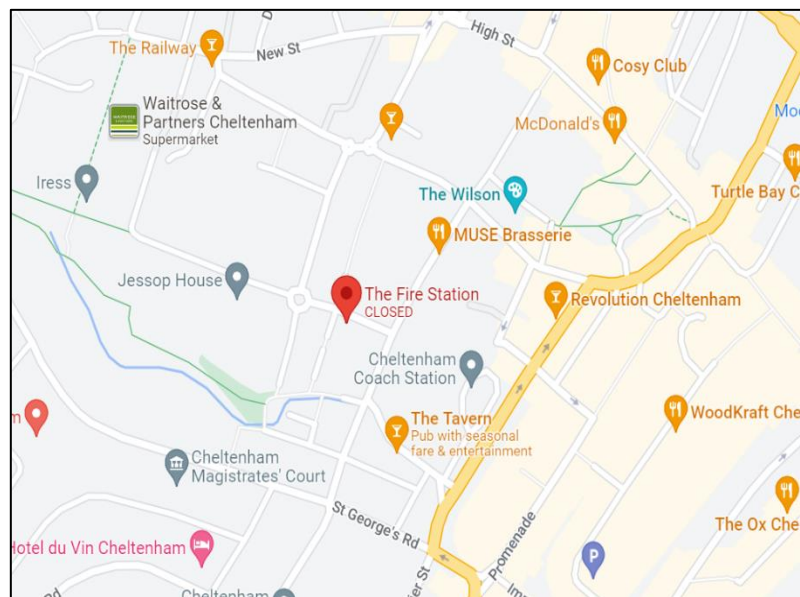 High St
The Railway
New St
Cosy Club
Waitrose &
Partners Cheltenham
Supermarket
McDonald's
Iress
The Wilson
Turtle Bay C
MUSE Brasserie
Jessop House
The Fire Station
CLOSED
Revolution Cheltenham
Cheltenham
Coach Station
The Tavern
Pub with seasonal
fare & entertainment
WoodKraft Che
Cheltenham
Magistrates' Court
St George's Rd
The Ox Che
Hotel du Vin Cheltenham
Promenade
P
Cheltenham